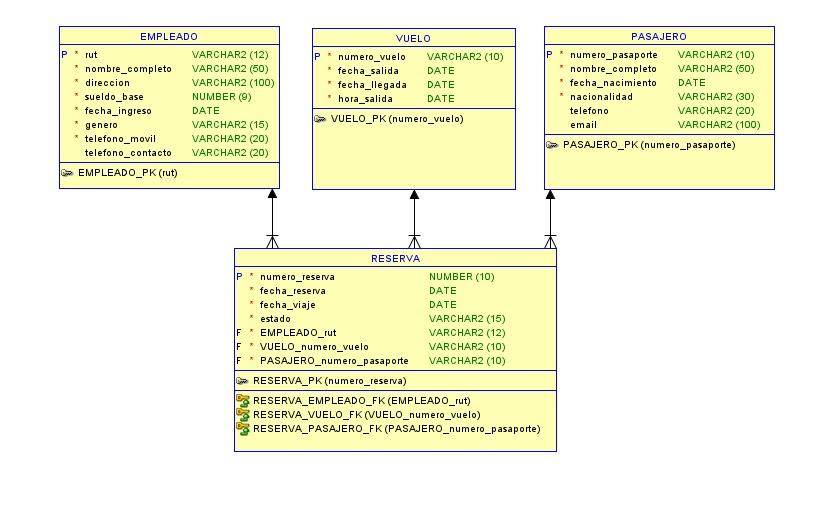 EMPLEADO
P * rut VARCHAR2 (12)
* nombre_completo VARCHAR2 (50)
* direccion VARCHAR2 (100)
* sueldo_base NUMBER (9)
* fecha_ingreso DATE
* genero VARCHAR2 (15)
* telefono_movil VARCHAR2 (20)
telefono_contacto VARCHAR2 (20)
EMPLEADO_PK (rut)
VUELO
P * numero_vuelo VARCHAR2 (10)
* fecha_salida DATE
* fecha_llegada DATE
* hora_salida DATE
VUELO_PK (numero_vuelo)
PASAJERO
P * numero_pasaporte VARCHAR2 (10)
* nombre_completo VARCHAR2 (50)
* fecha_nacimiento DATE
* nacionalidad VARCHAR2 (30)
telefono VARCHAR2 (20)
email VARCHAR2 (100)
PASAJERO_PK (numero_pasaporte)
RESERVA
P * numero_reserva NUMBER (10)
* fecha_reserva DATE
* fecha_viaje DATE
* estado VARCHAR2 (15)
F * EMPLEADO_rut VARCHAR2 (12)
F * VUELO_numero_vuelo VARCHAR2 (10)
F * PASAJERO_numero_pasaporte VARCHAR2 (10)
RESERVA_PK (numero_reserva)
RESERVA_EMPLEADO_FK (EMPLEADO_rut)
RESERVA_VUELO_FK (VUELO_numero_vuelo)
RESERVA_PASAJERO_FK (PASAJERO_numero_pasaporte)